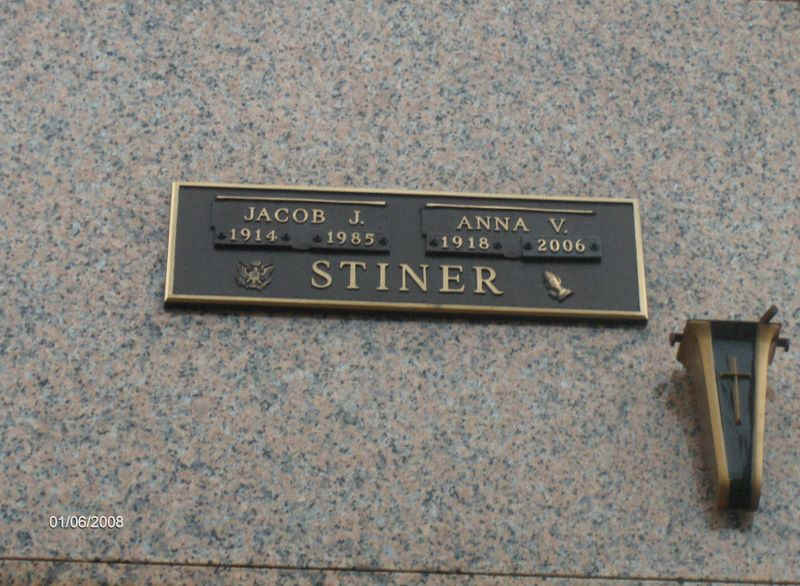 JACOB J.
1914 1985
ANNA V.
1918 2006
STINER
01/06/2008